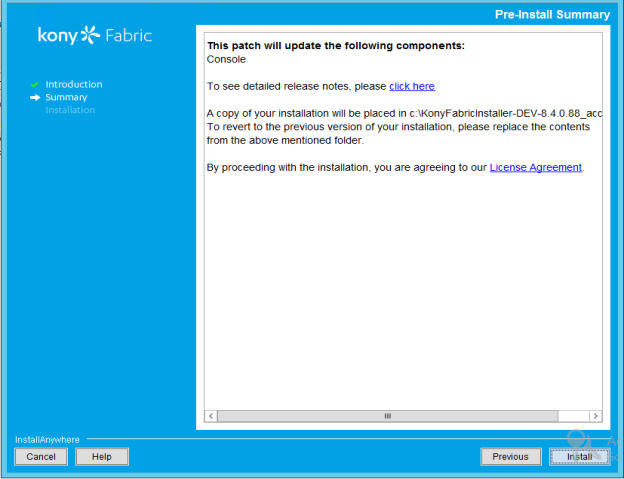 Pre-Install Summary
kony Fabric
Introduction
Summary
Installation
This patch will update the following components:
Console
To see detailed release notes, please click here
A copy of your installation will be placed in c:\KonyFabricInstaller-DEV-8.4.0.88_acc
To revert to the previous version of your installation, please replace the contents
from the above mentioned folder.
By proceeding with the installation, you are agreeing to our License Agreement.
InstallAnywhere
Cancel
Help
Previous
Install